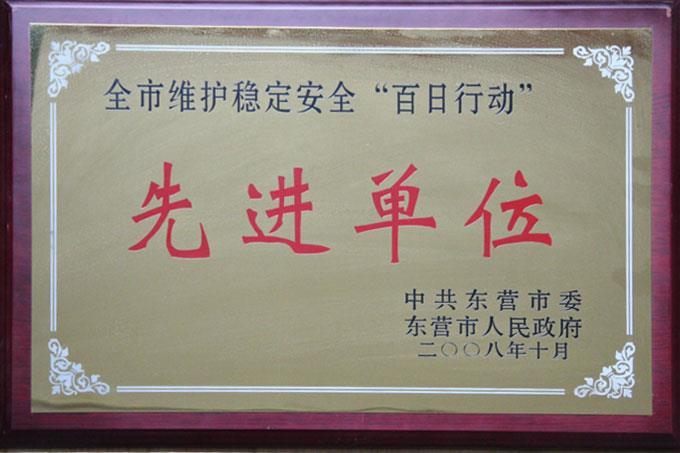 全市维护稳定安全“百日行动”
先进单位
中共东营市委
东营市人民政府
二〇〇八年十月